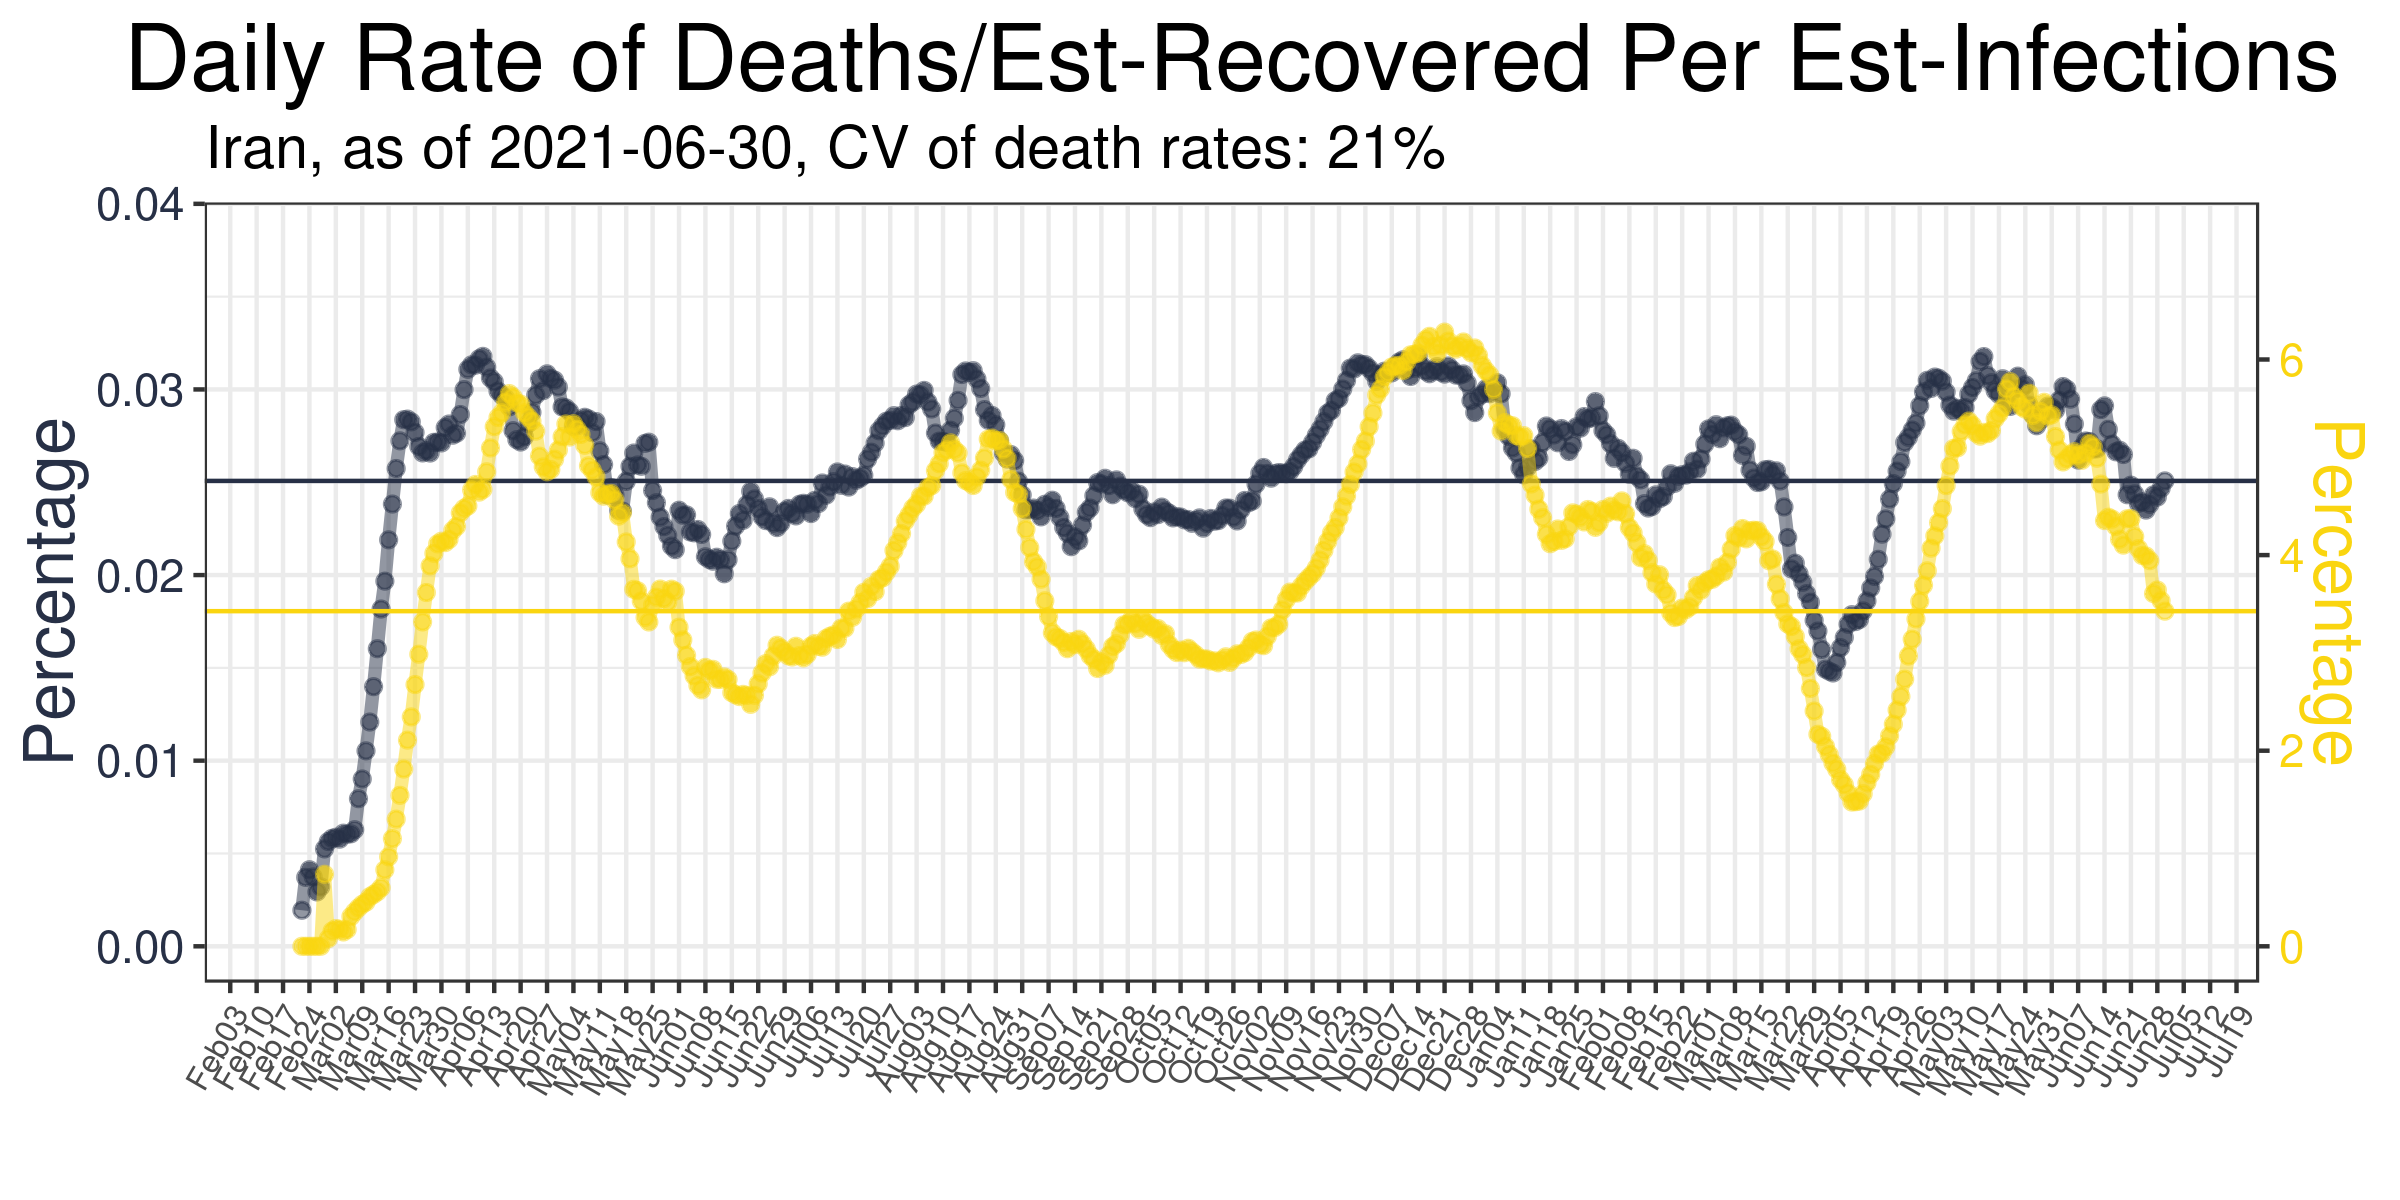 Daily Rate of Deaths/Est-Recovered Per Est-Infections
Iran, as of 2021-06-30, CV of death rates: 21%
Percentage
0.04
0.03
0.02
0.01
0.00
6
4
2
0
Percentage
Feb03
Feb10
Feb17
Feb24
Mar02
Mar09
Mar16
Mar23
Mar30
Apr06
Apr13
Apr20
Apr27
May04
May11
May18
May25
Jun01
Jun08
Jun15
Jun22
Jun29
Jul06
Jul13
Jul20
Jul27
Aug03
Aug10
Aug17
Aug24
Aug31
Sep07
Sep14
Sep21
Sep28
Oct05
Oct12
Oct19
Oct26
Nov02
Nov09
Nov16
Nov23
Nov30
Dec07
Dec14
Dec21
Dec28
Jan04
Jan11
Jan18
Jan25
Feb01
Feb08
Feb15
Feb22
Mar01
Mar08
Mar15
Mar22
Mar29
Apr05
Apr12
Apr19
Apr26
May03
May10
May17
May24
May31
Jun07
Jun14
Jun21
Jun28
Jul05
Jul12
Jul19